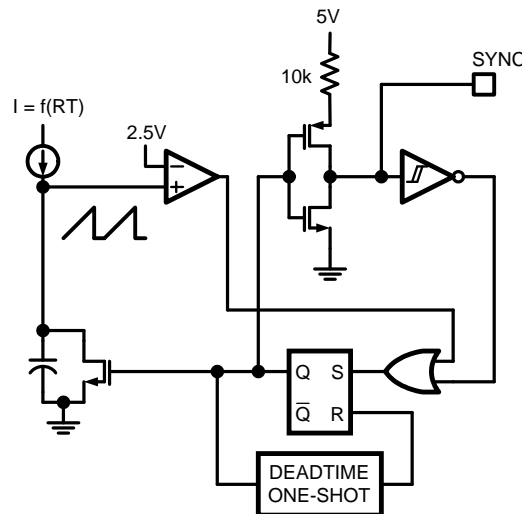 5V
SYNC
10k
I = f(RT)
2.5V
−
+
Q S
Q̅ R
DEADTIME
ONE-SHOT